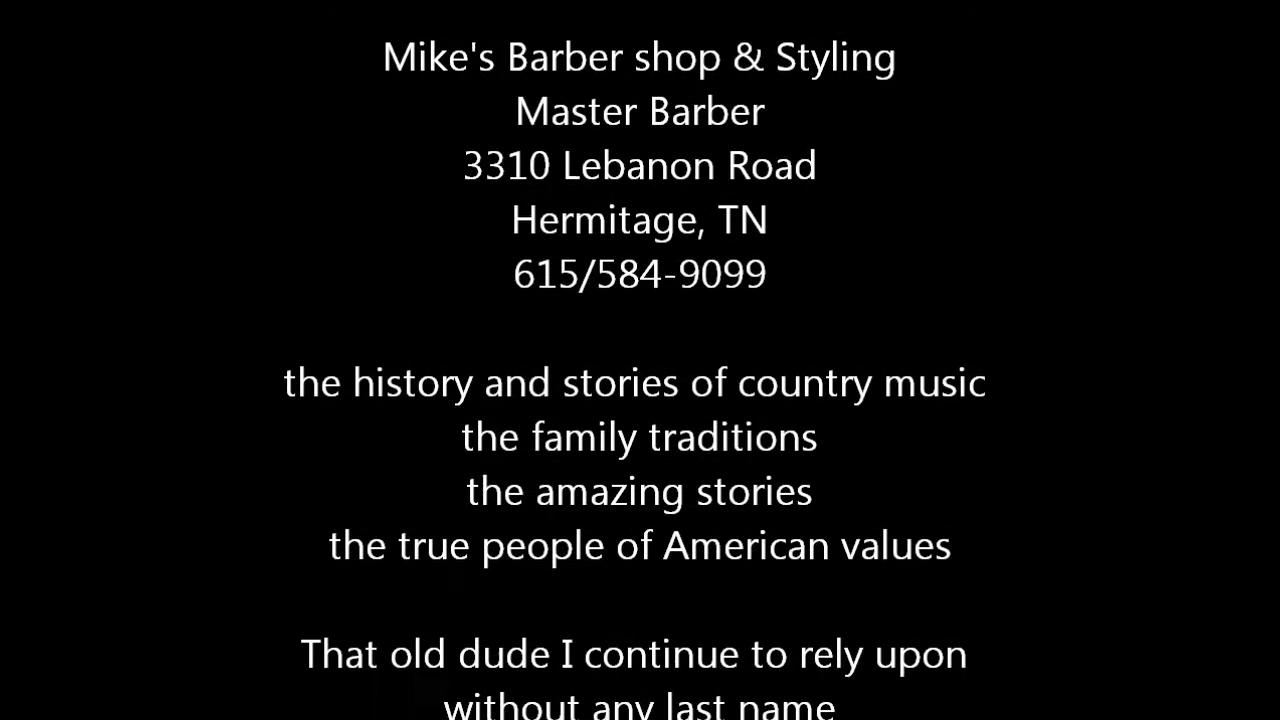 Mike's Barber shop & Styling
Master Barber
3310 Lebanon Road
Hermitage, TN
615/584-9099
the history and stories of country music
the family traditions
the amazing stories
the true people of American values
That old dude I continue to rely upon
without any last name